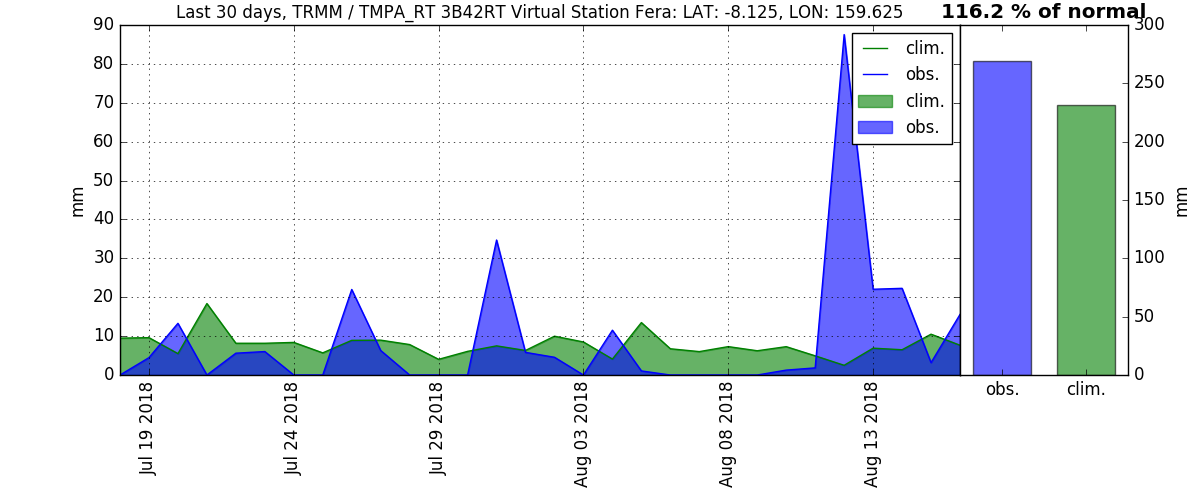 Last 30 days, TRMM / TMPA_RT 3B42RT Virtual Station Fera: LAT: -8.125, LON: 159.625
116.2 % of normal
90
80
70
60
50
40
30
20
10
0
mm
clim.
obs.
clim.
obs.
Jul 19 2018
Jul 24 2018
Jul 29 2018
Aug 03 2018
Aug 08 2018
Aug 13 2018
300
250
200
150
100
50
0
mm
obs.
clim.